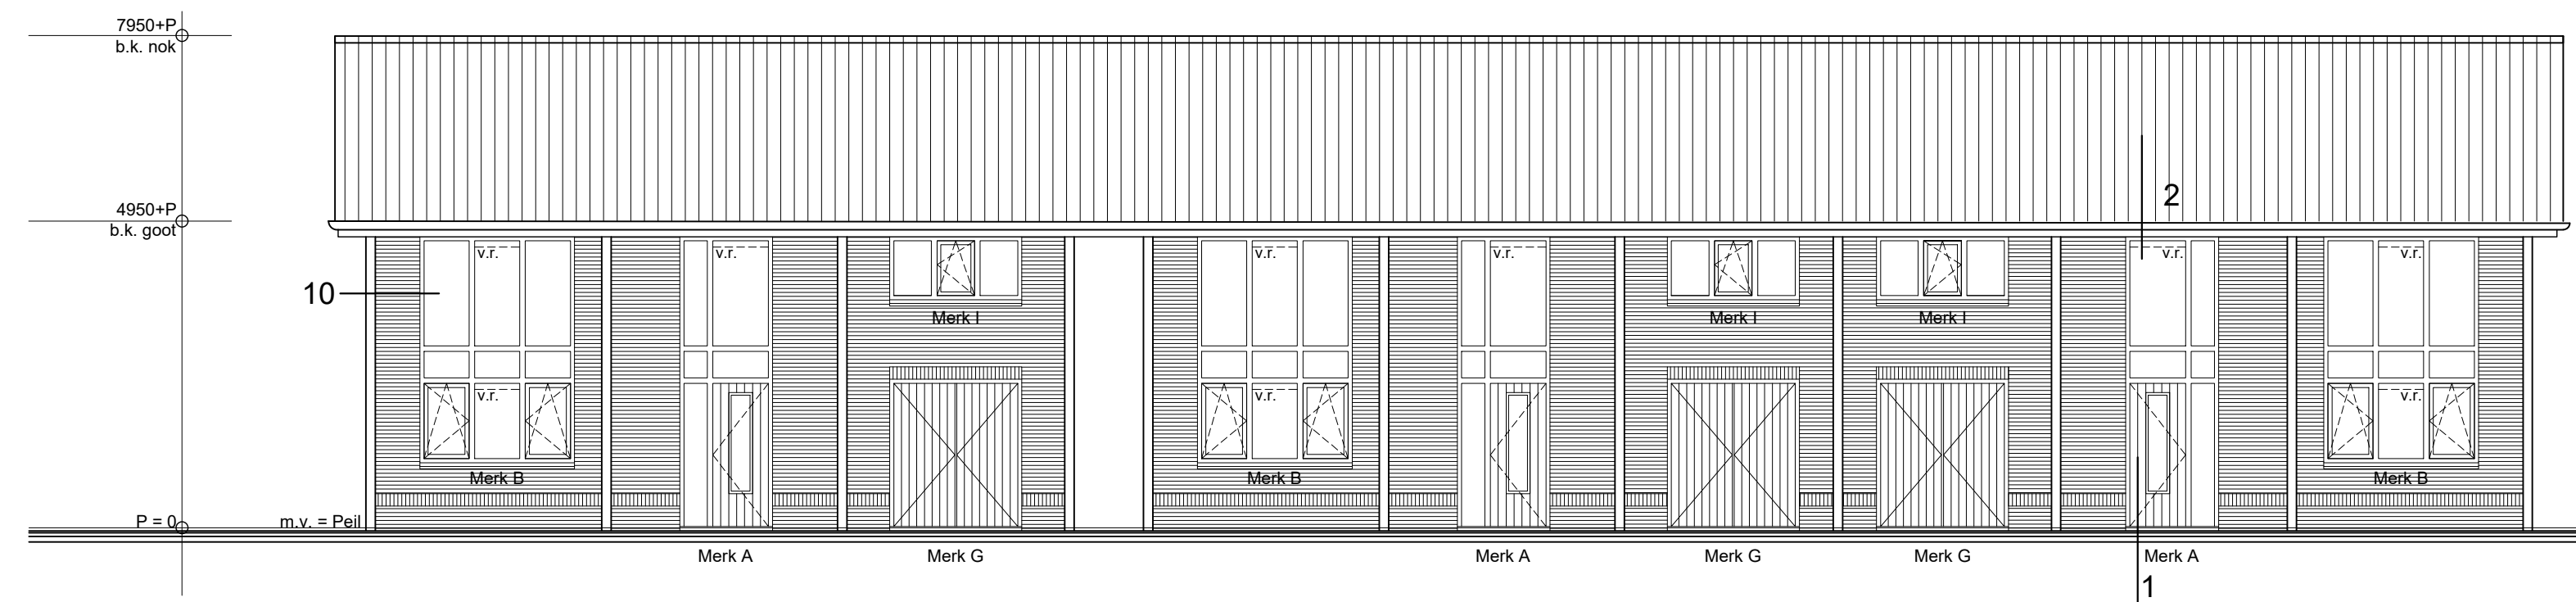 7950+P
b.k. nok
4950+P
b.k. goot
2
10
v.r. v.r. v.r. v.r. v.r. v.r.
Merk I Merk I Merk I
v.r. v.r. v.r.
Merk B Merk B Merk B
P = 0 m.v. = Peil
Merk A Merk G Merk A Merk G Merk G Merk A
1